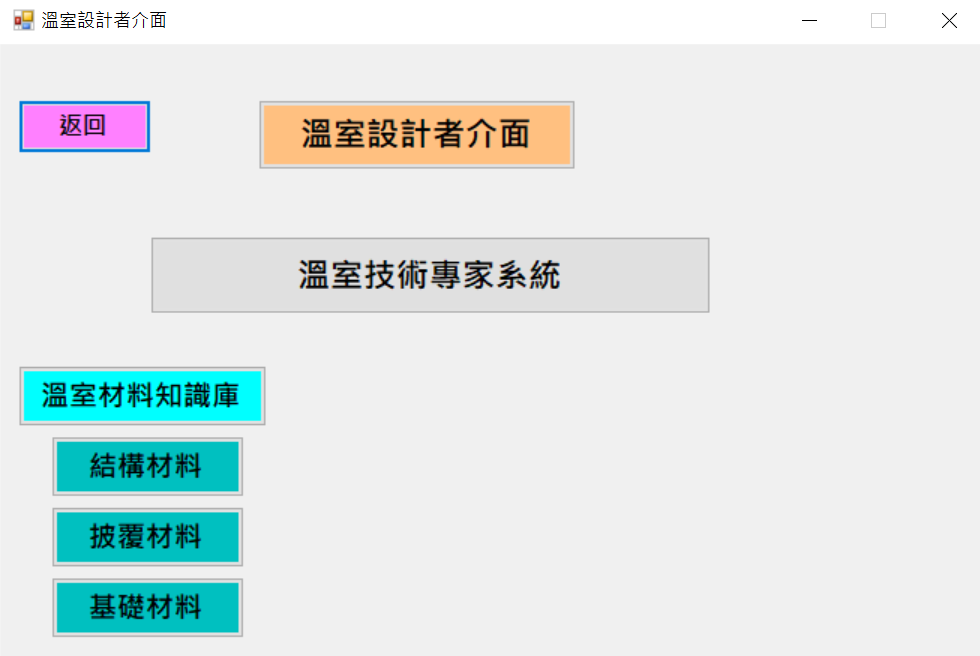 溫室設計者介面
返回
溫室設計者介面
溫室技術專家系統
溫室材料知識庫
結構材料
披覆材料
基礎材料